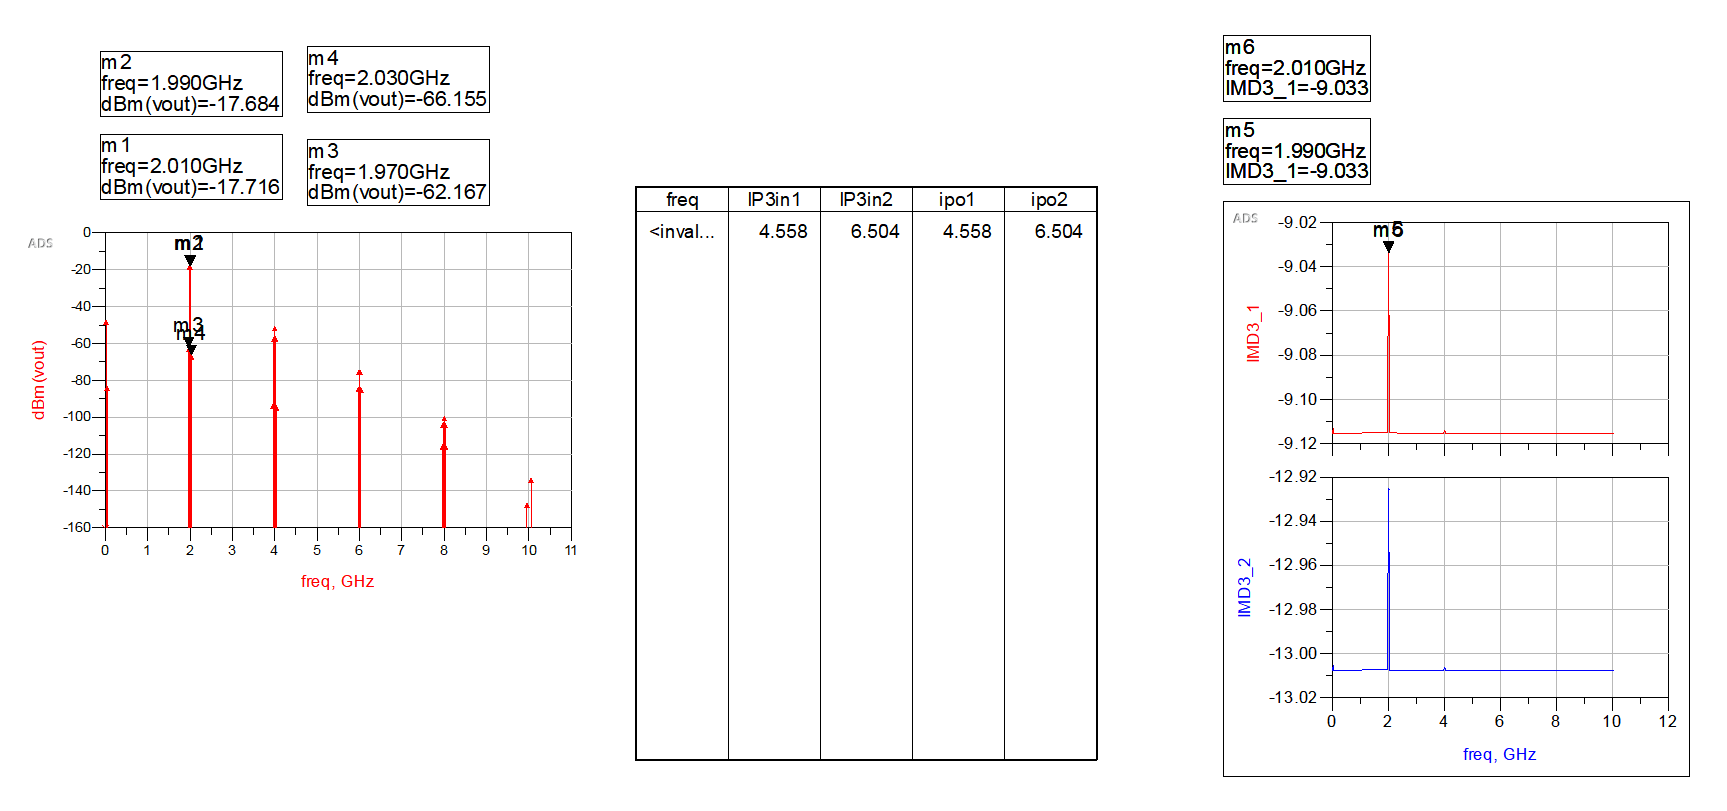 m2
freq=1.990GHz
dBm(vout)=-17.684
m4
freq=2.030GHz
dBm(vout)=-66.155
m1
freq=2.010GHz
dBm(vout)=-17.716
m3
freq=1.970GHz
dBm(vout)=-62.167
ADS
m3
m4
0
-20
-40
-60
-80
-100
-120
-140
-160
dBm(vout)
0 1 2 3 4 5 6 7 8 9 10 11
freq, GHz
freq IP3in1 IP3in2 ipo1 ipo2
<inval... 4.558 6.504 4.558 6.504
m6
freq=2.010GHz
IMD3_1=-9.033
m5
freq=1.990GHz
IMD3_1=-9.033
ADS
-9.02
-9.04
-9.06
-9.08
-9.10
-9.12
IMD3_1
-12.92
-12.94
-12.96
-12.98
-13.00
-13.02
IMD3_2
0 2 4 6 8 10 12
freq, GHz